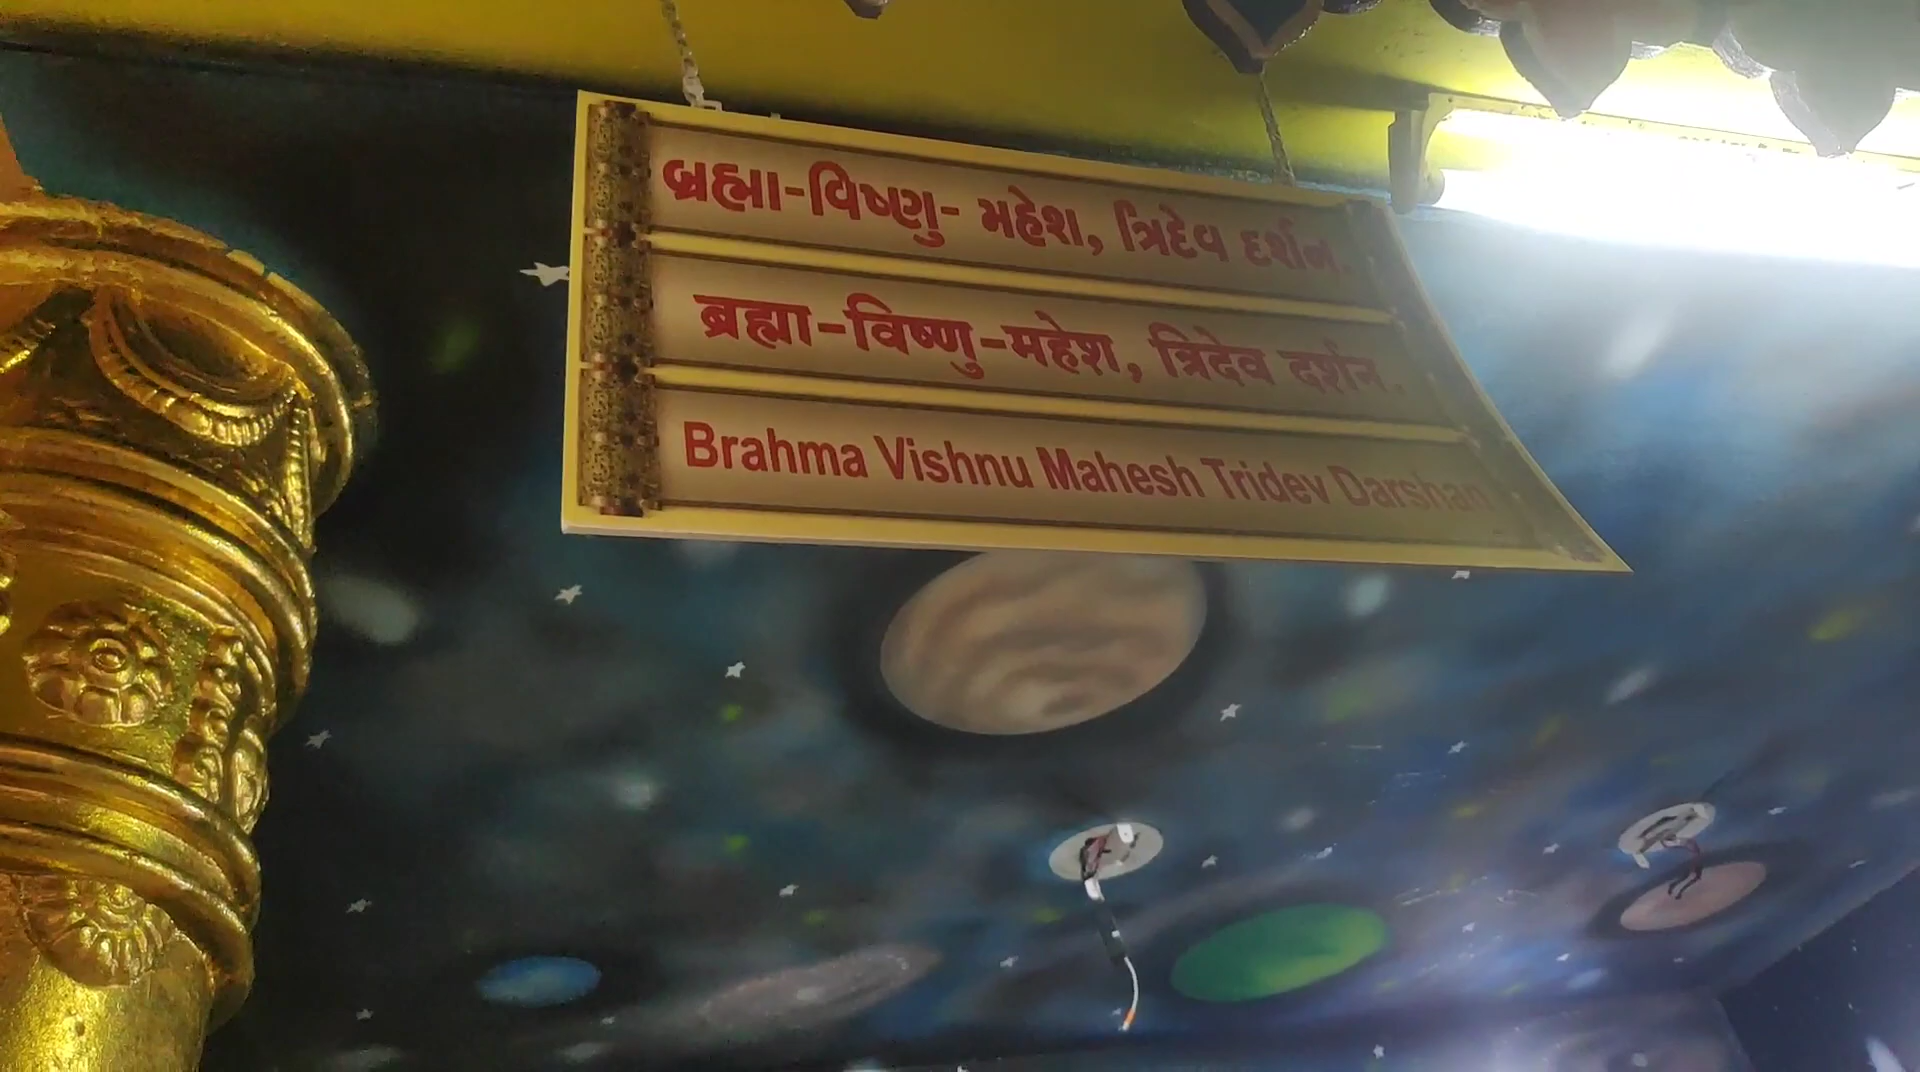 બ્રહ્મા-વિષ્ણુ- મહેશ, ત્રિદેવ દર્શન.
ब्रह्मा-विष्णु-महेश, त्रिदेव दर्शन.
Brahma Vishnu Mahesh Tridev Darshan